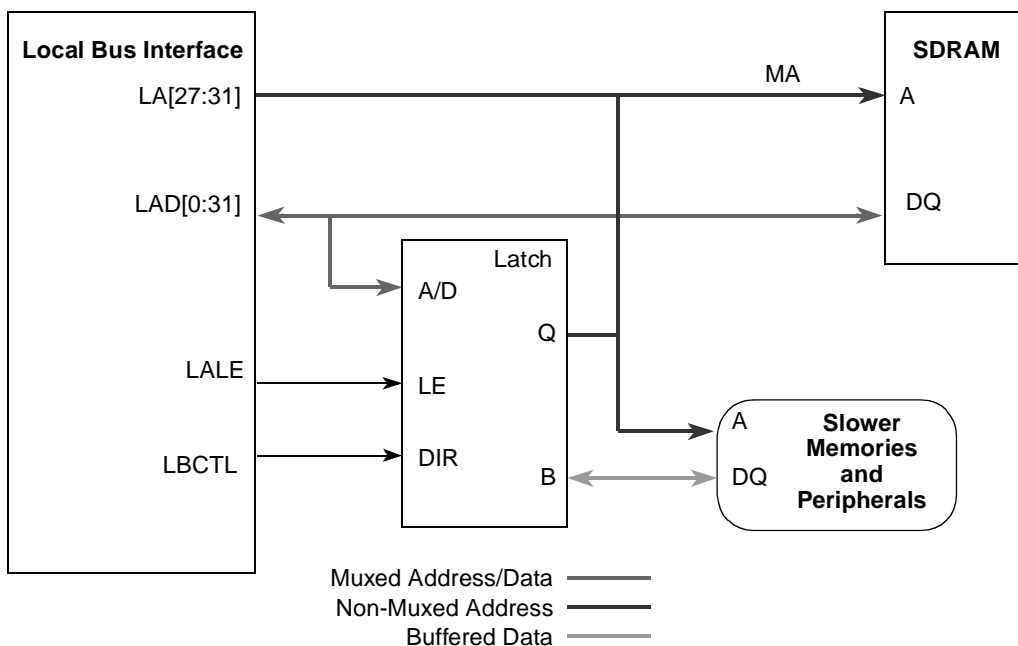 Local Bus Interface
SDRAM
LA[27:31]
MA
A
LAD[0:31]
DQ
Latch
A/D
Q
LALE
LE
A
Slower
Memories
and
Peripherals
LBCTL
DIR
B
DQ
Muxed Address/Data
Non-Muxed Address
Buffered Data